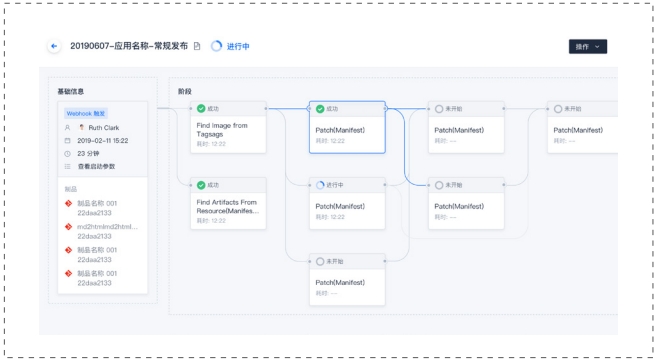 20190607-应用名称-常规发布
进行中
操作
基础信息
Webhook 触发
Ruth Clark
2019-02-11 15:22
23 分钟
查看启动参数
制品
制品名称 001
22daa2133
md2htmlmd2html...
22dsa2133
制品名称 001
22daa2133
制品名称 001
22daa2133
阶段
成功
Find image from
Tagsags
耗时: 12:22
成功
Find Artifacts From
Resource(Manifes...
耗时: 12:22
成功
Patch(Manifest)
耗时: 12:22
进行中
Patch(Manifest)
耗时: 12:22
未开始
Patch(Manifest)
耗时: --
未开始
Patch(Manifest)
耗时: --
未开始
Patch(Manifest)
耗时: --
未开始
Patch(Manifest)
耗时: --